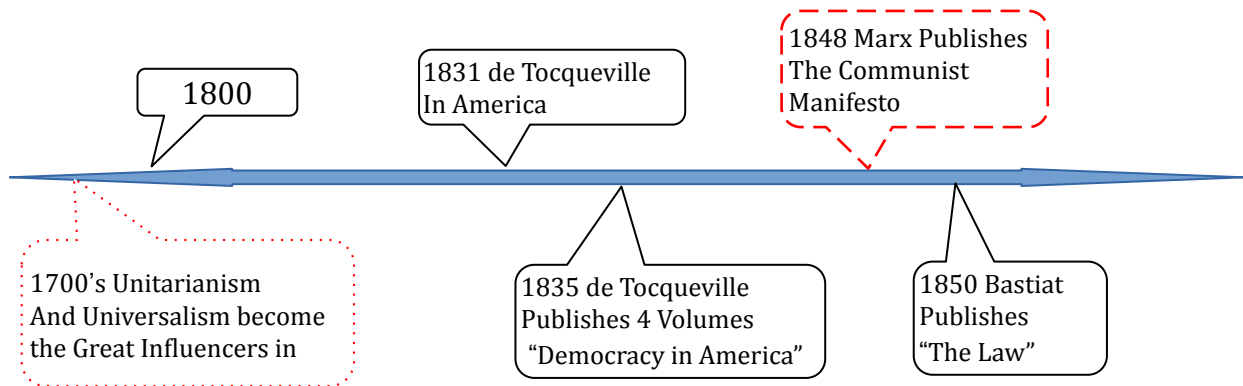 1800
1831 de Tocqueville
In America
1848 Marx Publishes
The Communist
Manifesto
1700’s Unitarianism
And Universalism become
the Great Influencers in
1835 de Tocqueville
Publishes 4 Volumes
“Democracy in America”
1850 Bastiat
Publishes
“The Law”